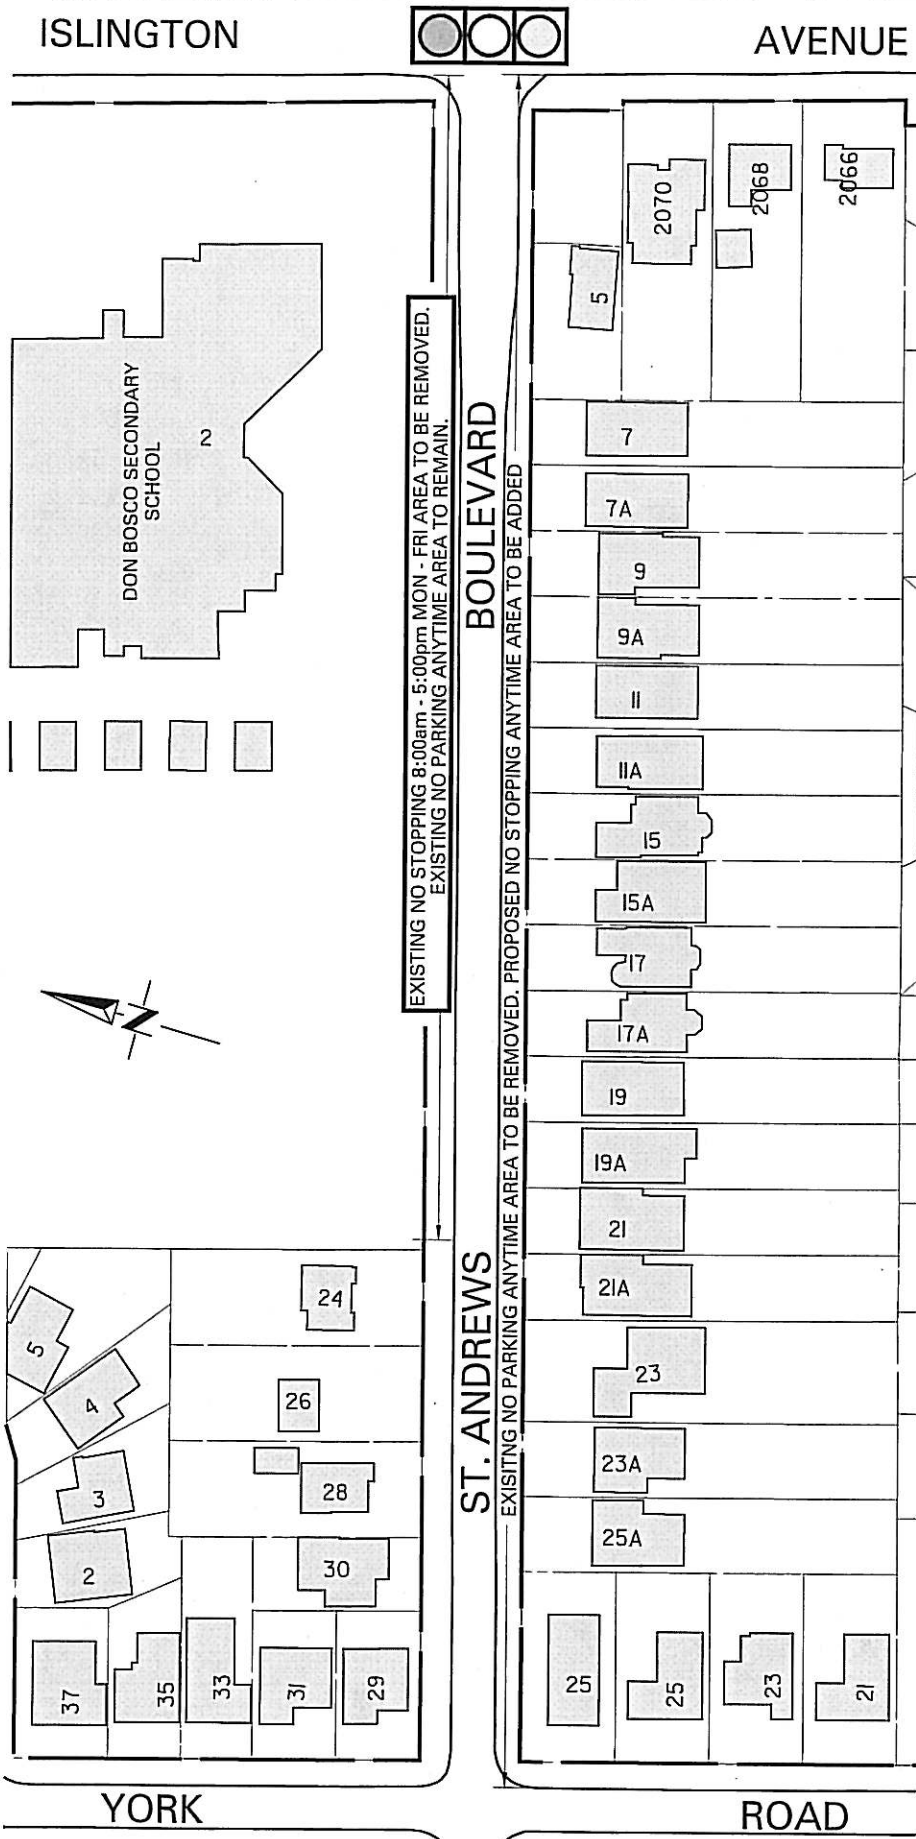 ISLINGTON AVENUE
2070
2068
2066
5
DON BOSCO SECONDARY
SCHOOL
2
EXISTING NO STOPPING 8:00am - 5:00pm MON - FRI AREA TO BE REMOVED.
EXISTING NO PARKING ANYTIME AREA TO REMAIN.
ST. ANDREWS BOULEVARD
EXISITNG NO PARKING ANYTIME AREA TO BE REMOVED. PROPOSED NO STOPPING ANYTIME AREA TO BE ADDED
7
7A
9
9A
11
11A
15
15A
17
17A
19
19A
21
21A
23
23A
25A
N
24
26
28
30
5
4
3
2
37
35
33
31
29
25
25
23
21
YORK ROAD